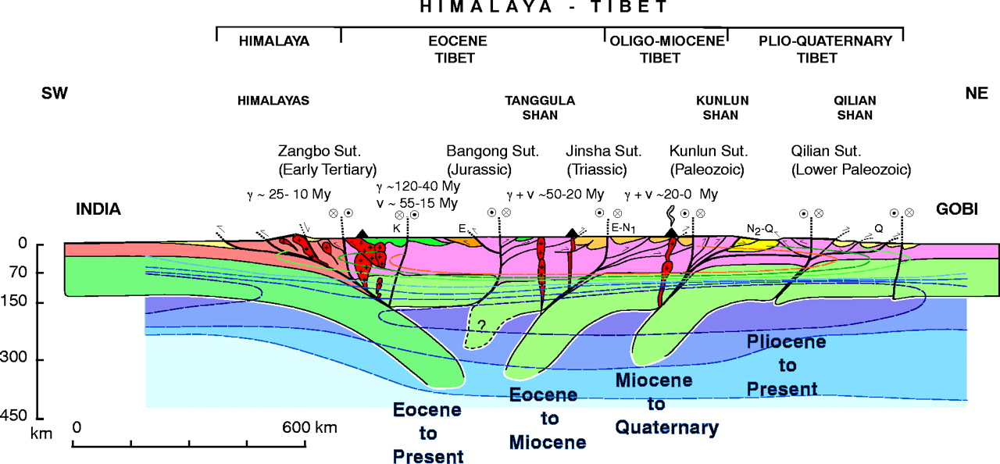 HIMALAYA - TIBET
HIMALAYA
EOCENE
TIBET
OLIGO-MIOCENE
TIBET
PLIO-QUATERNARY
TIBET
SW
NE
HIMALAYAS
TANGGULA
SHAN
KUNLUN
SHAN
QILIAN
SHAN
Zangbo Sut.
(Early Tertiary)
Bangong Sut.
(Jurassic)
Jinsha Sut.
(Triassic)
Kunlun Sut.
(Paleozoic)
Qilian Sut.
(Lower Paleozoic)
γ ~ 25- 10 My
γ ~120-40 My
v ~ 55-15 My
γ + v ~50-20 My
γ + v ~20-0 My
INDIA
GOBI
K
E
E-N1
N2-Q
Q
0
70
150
300
450
km
?
Eocene
to
Present
Eocene
to
Miocene
Miocene
to
Quaternary
Pliocene
to
Present
0
600 km